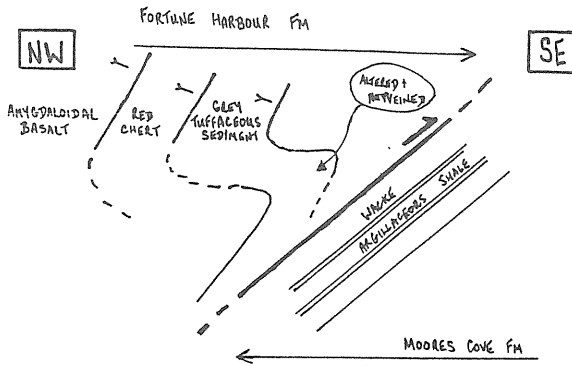 FORTUNE HARBOUR FM
NW
SE
AMYGDALOIDAL
BASALT
RED
CHERT
GREY
TUFFACEOUS
SEDIMENT
ALTERED +
NETVEINED
WACKE
ARGILLACEOUS SHALE
MOORES COVE FM